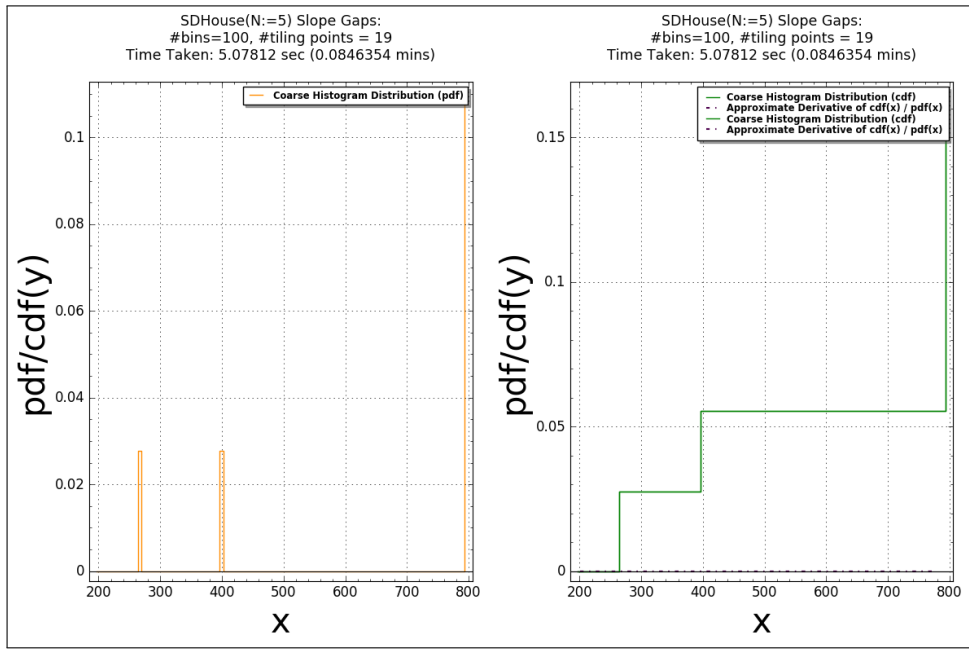 SDHouse(N:=5) Slope Gaps:
#bins=100, #tiling points = 19
Time Taken: 5.07812 sec (0.0846354 mins)
Coarse Histogram Distribution (pdf)
0.1
0.08
0.06
0.04
0.02
0
200 300 400 500 600 700 800
pdf/cdf(y)
x
SDHouse(N:=5) Slope Gaps:
#bins=100, #tiling points = 19
Time Taken: 5.07812 sec (0.0846354 mins)
Coarse Histogram Distribution (cdf)
Approximate Derivative of cdf(x) / pdf(x)
Coarse Histogram Distribution (cdf)
Approximate Derivative of cdf(x) / pdf(x)
0.15
0.1
0.05
0
200 300 400 500 600 700 800
pdf/cdf(y)
x